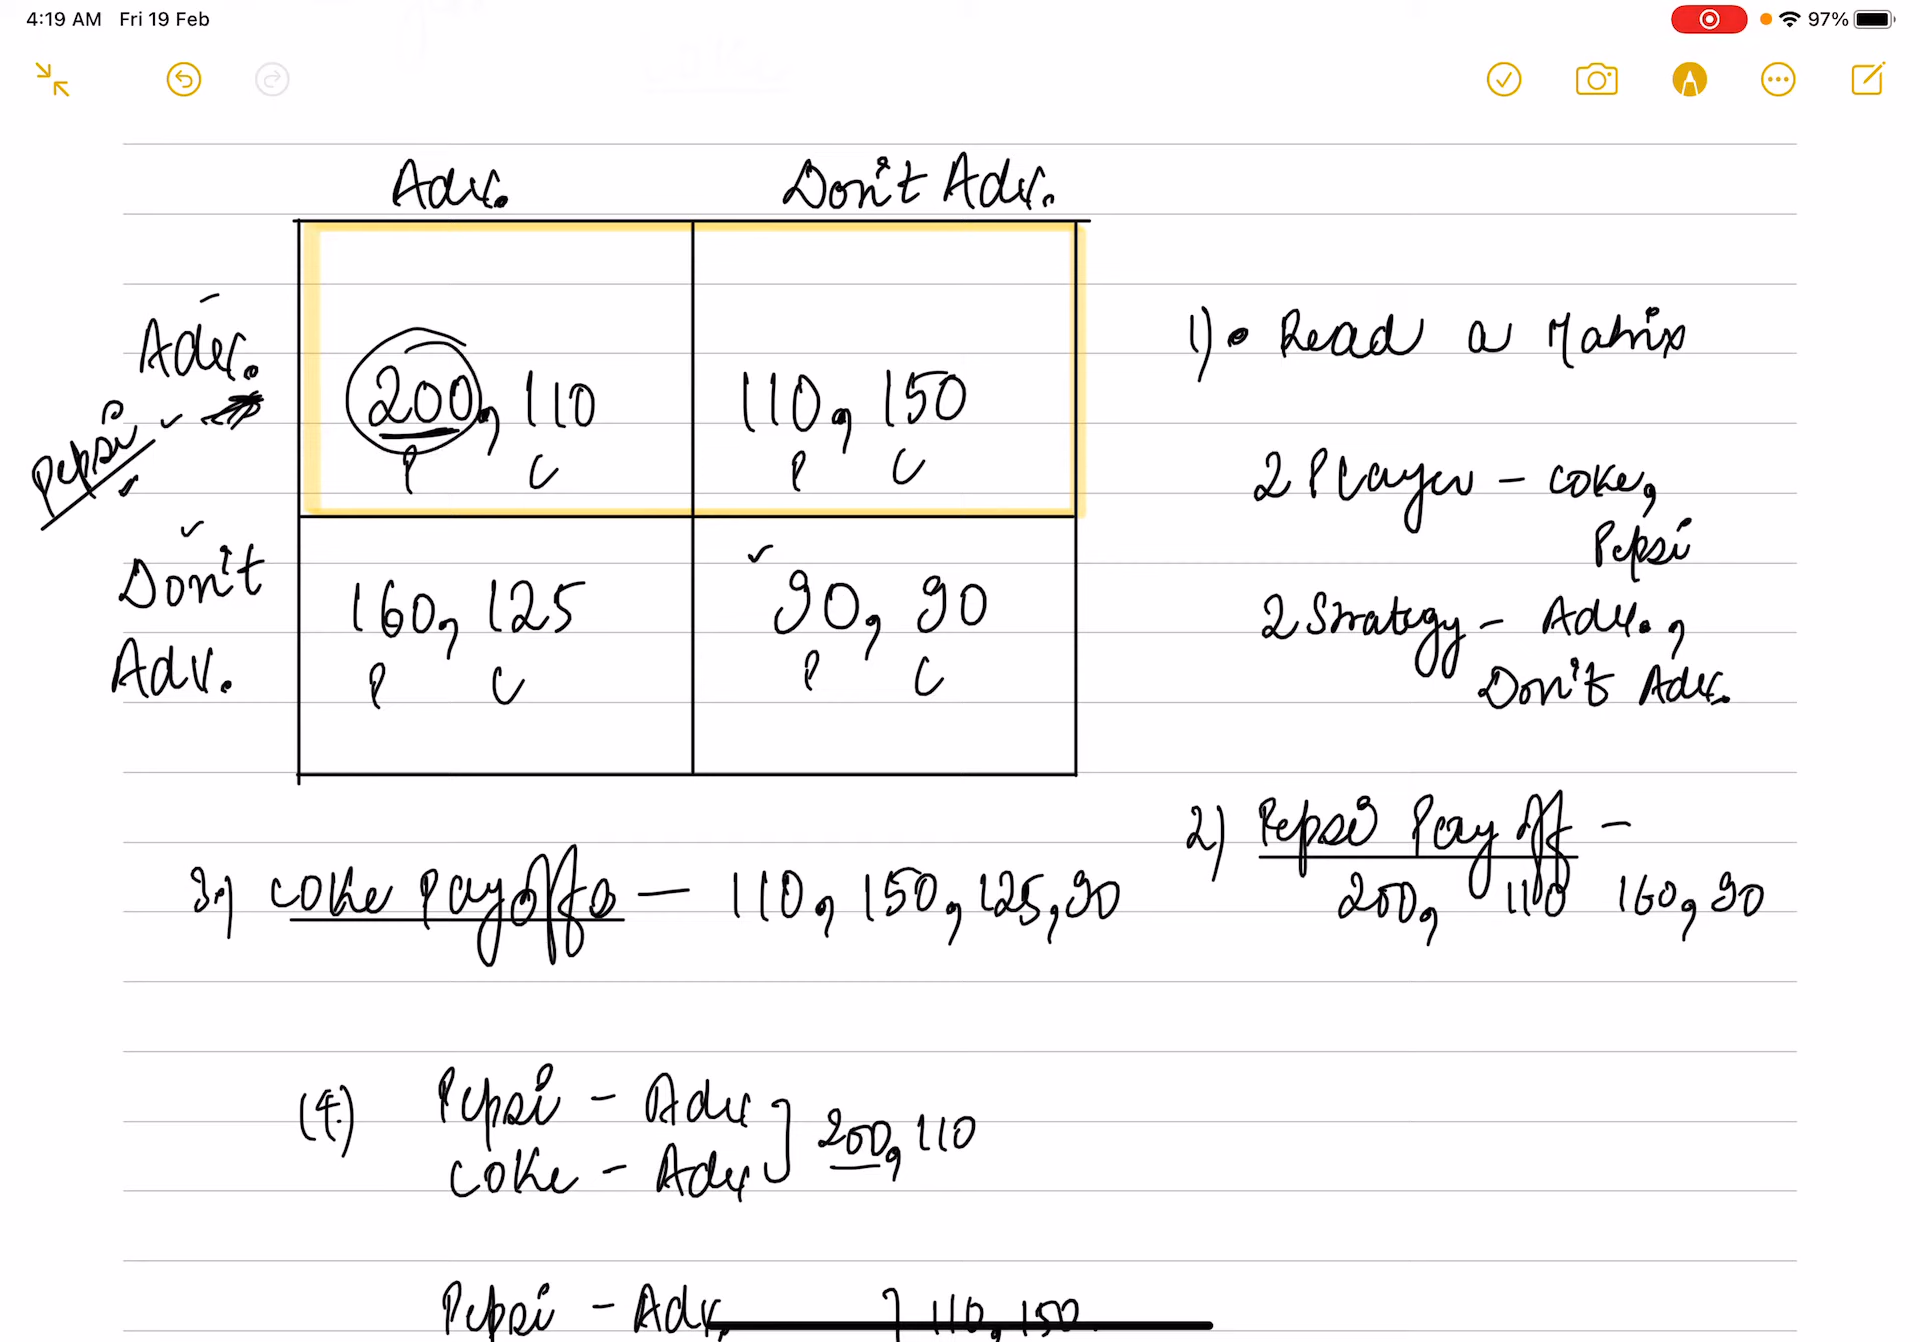 4:19 AM Fri 19 Feb
97%
Adv. Don't Adv.
Adv.
200, 110
P C
110, 150
P C
Pepsi
Don't
Adv.
160, 125
P C
90, 90
P C
1) • Read a Matrix
2 Player - Coke,
Pepsi
2 Strategy - Adv.,
Don't Adv.
2) Pepsi Pay off -
200, 110 160, 90
3.) Coke Payoffs - 110, 150, 125, 90
(4.) Pepsi - Adv
Coke - Adv } 200, 110
Pepsi - Adv. } 110, 150